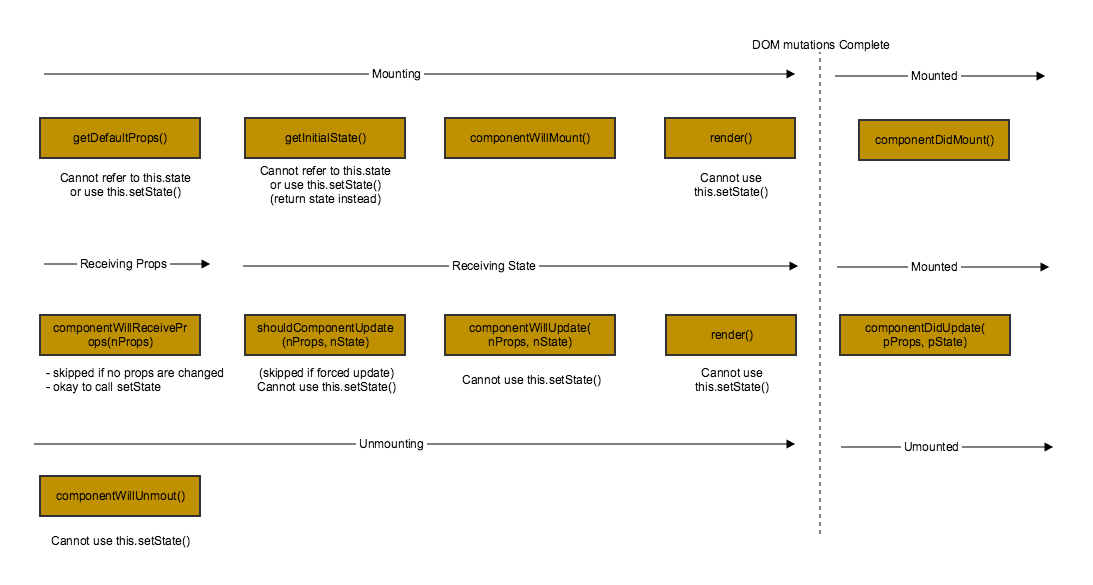 DOM mutations Complete
Mounting
Mounted
getDefaultProps()
getInitialState()
componentWillMount()
render()
componentDidMount()
Cannot refer to this.state
or use this.setState()
Cannot refer to this.state
or use this.setState()
(return state instead)
Cannot use
this.setState()
Receiving Props
Receiving State
Mounted
componentWillReceivePr
ops(nProps)
shouldComponentUpdate
(nProps, nState)
componentWillUpdate(
nProps, nState)
render()
componentDidUpdate(
pProps, pState)
- skipped if no props are changed
- okay to call setState
(skipped if forced update)
Cannot use this.setState()
Cannot use this.setState()
Cannot use
this.setState()
Unmounting
Umounted
componentWillUnmout()
Cannot use this.setState()